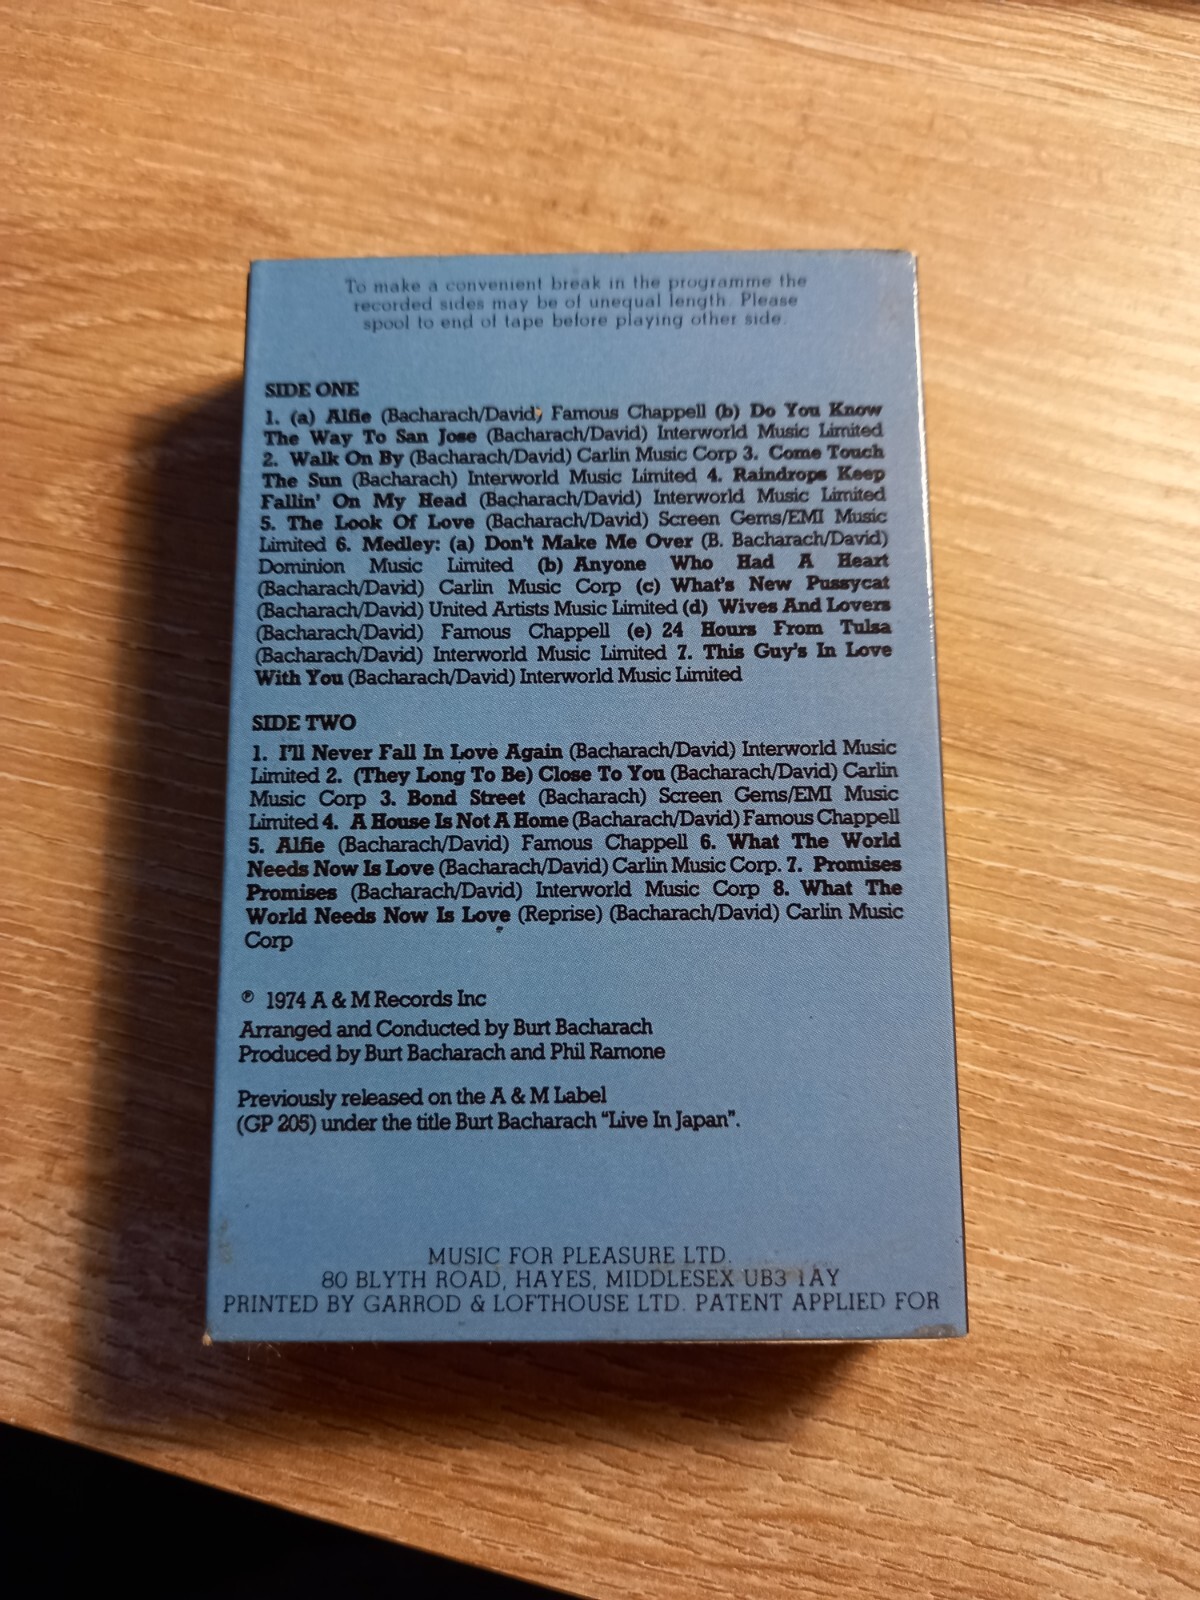 To make a convenient break in the programme the
recorded sides may be of unequal length. Please
spool to end of tape before playing other side.
SIDE ONE
1. (a) Alfie (Bacharach/David) Famous Chappell (b) Do You Know
The Way To San Jose (Bacharach/David) Interworld Music Limited
2. Walk On By (Bacharach/David) Carlin Music Corp 3. Come Touch
The Sun (Bacharach) Interworld Music Limited 4. Raindrops Keep
Fallin' On My Head (Bacharach/David) Interworld Music Limited
5. The Look Of Love (Bacharach/David) Screen Gems/EMI Music
Limited 6. Medley: (a) Don't Make Me Over (B. Bacharach/David)
Dominion Music Limited (b) Anyone Who Had A Heart
(Bacharach/David) Carlin Music Corp (c) What's New Pussycat
(Bacharach/David) United Artists Music Limited (d) Wives And Lovers
(Bacharach/David) Famous Chappell (e) 24 Hours From Tulsa
(Bacharach/David) Interworld Music Limited 7. This Guy's In Love
With You (Bacharach/David) Interworld Music Limited
SIDE TWO
1. I'll Never Fall In Love Again (Bacharach/David) Interworld Music
Limited 2. (They Long To Be) Close To You (Bacharach/David) Carlin
Music Corp 3. Bond Street (Bacharach) Screen Gems/EMI Music
Limited 4. A House Is Not A Home (Bacharach/David) Famous Chappell
5. Alfie (Bacharach/David) Famous Chappell 6. What The World
Needs Now Is Love (Bacharach/David) Carlin Music Corp. 7. Promises
Promises (Bacharach/David) Interworld Music Corp 8. What The
World Needs Now Is Love (Reprise) (Bacharach/David) Carlin Music
Corp
℗ 1974 A & M Records Inc
Arranged and Conducted by Burt Bacharach
Produced by Burt Bacharach and Phil Ramone
Previously released on the A & M Label
(GP 205) under the title Burt Bacharach "Live In Japan".
MUSIC FOR PLEASURE LTD.
80 BLYTH ROAD, HAYES, MIDDLESEX UB3 1AY
PRINTED BY GARROD & LOFTHOUSE LTD. PATENT APPLIED FOR